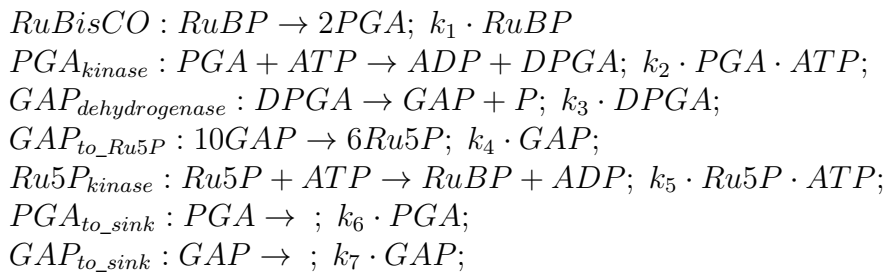 RuBisCO : RuBP → 2PGA; k₁ · RuBP
PGA_kinase : PGA + ATP → ADP + DPGA; k₂ · PGA · ATP;
GAP_dehydrogenase : DPGA → GAP + P; k₃ · DPGA;
GAP_to_Ru5P : 10GAP → 6Ru5P; k₄ · GAP;
Ru5P_kinase : Ru5P + ATP → RuBP + ADP; k₅ · Ru5P · ATP;
PGA_to_sink : PGA → ; k₆ · PGA;
GAP_to_sink : GAP → ; k₇ · GAP;